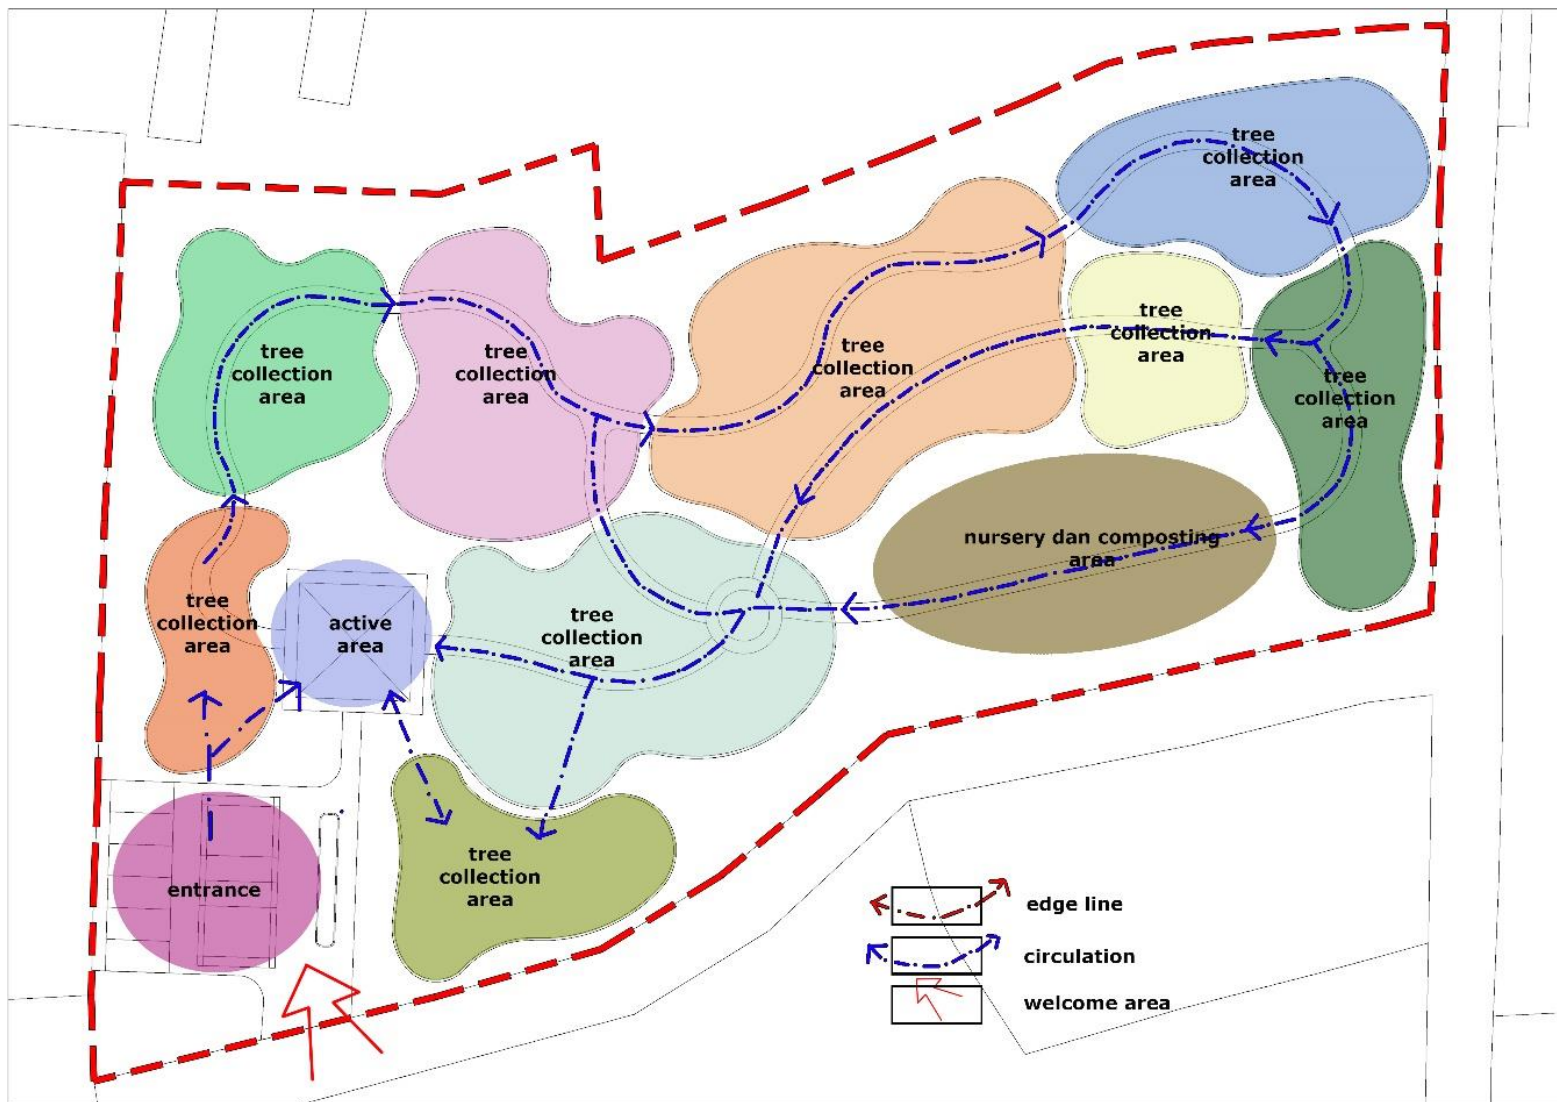 tree
collection
area
tree
collection
area
tree
collection
area
tree
collection
area
tree
collection
area
tree
collection
area
nursery dan composting
area
tree
collection
area
active
area
tree
collection
area
tree
collection
area
entrance
edge line
circulation
welcome area